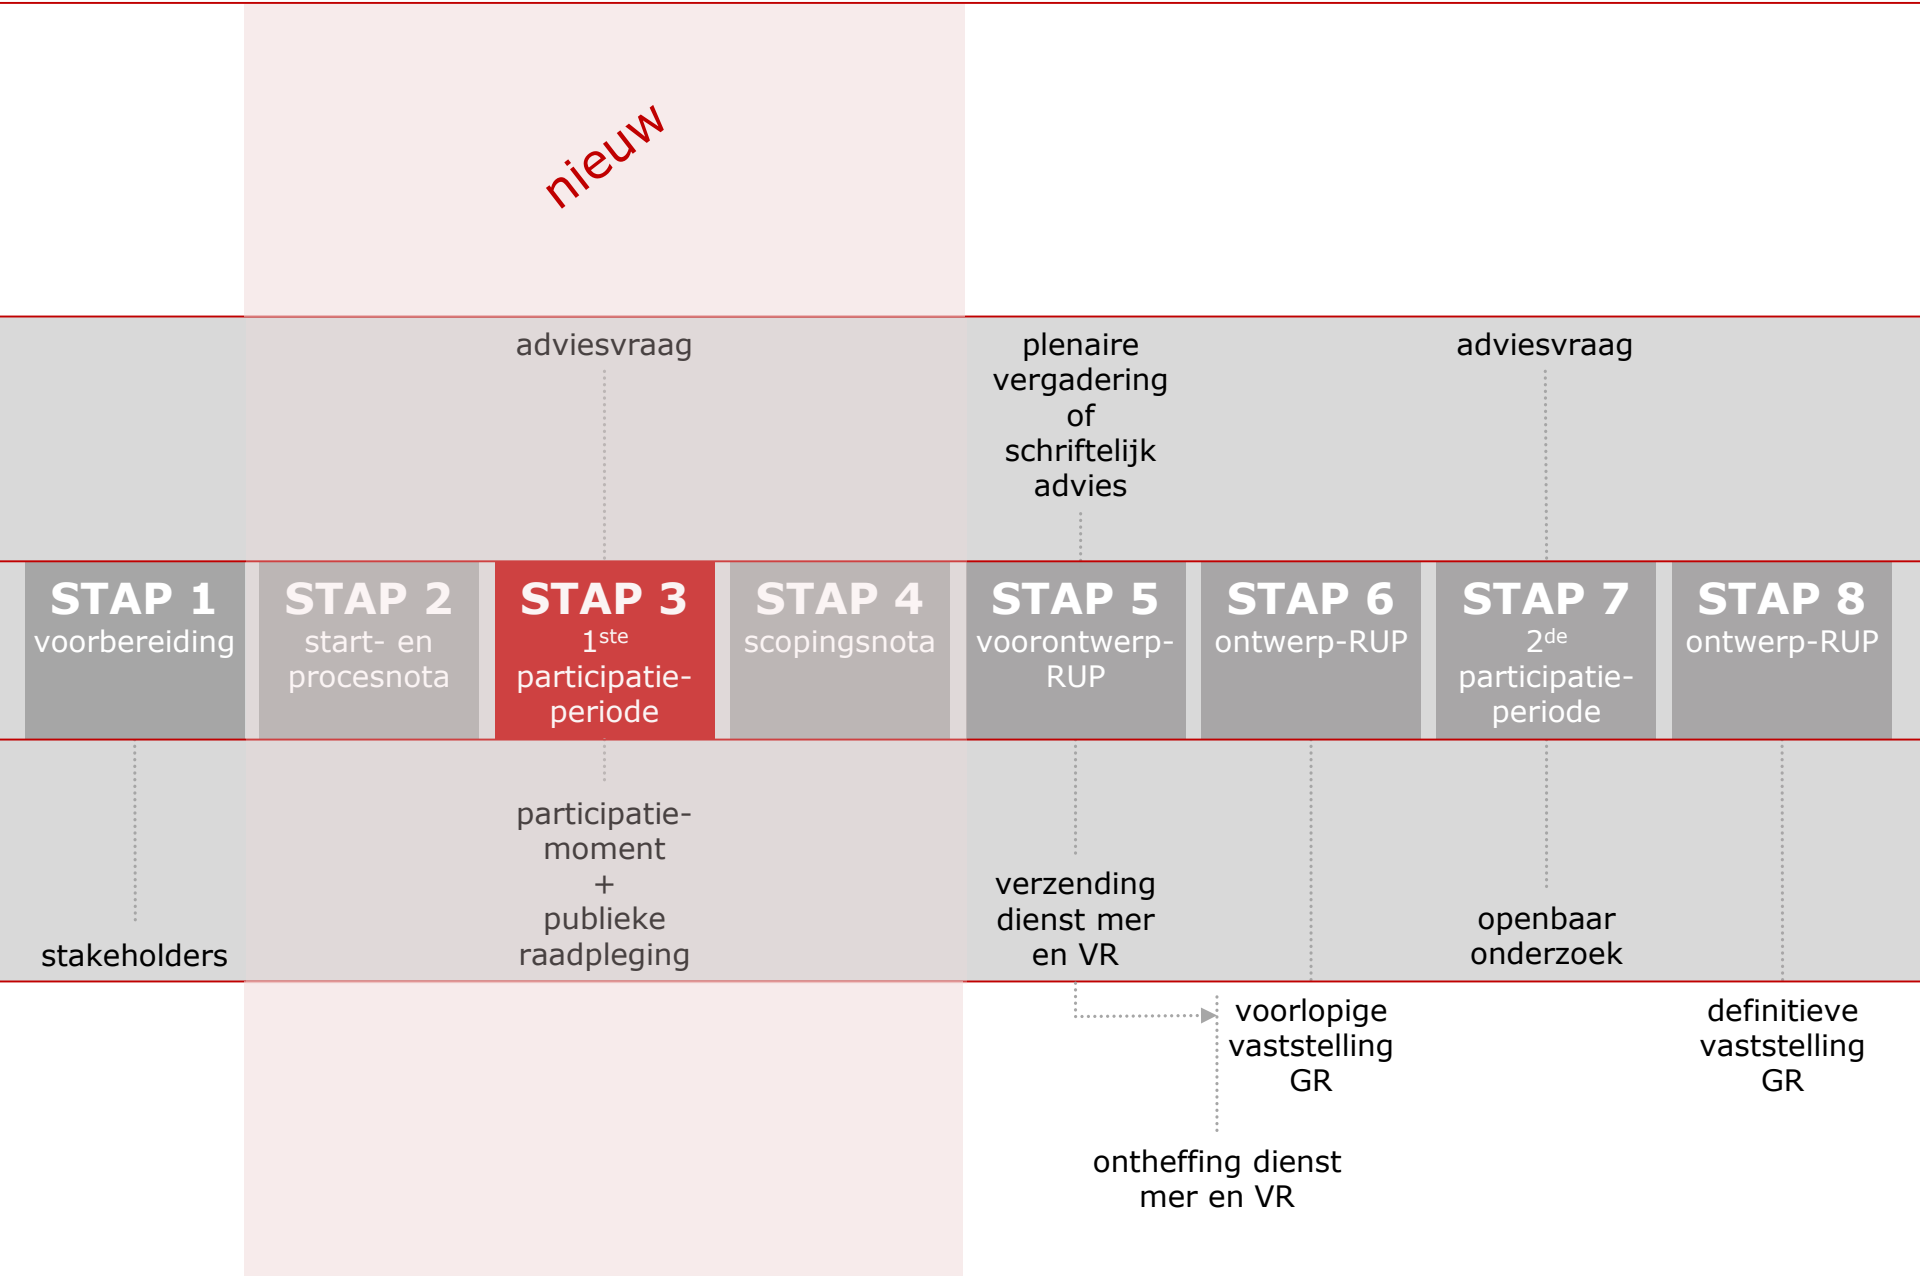 nieuw
adviesvraag
plenaire
vergadering
of
schriftelijk
advies
adviesvraag
STAP 1
voorbereiding
STAP 2
start- en
procesnota
STAP 3
1ste
participatie-
periode
STAP 4
scopingsnota
STAP 5
voorontwerp-
RUP
STAP 6
ontwerp-RUP
STAP 7
2de
participatie-
periode
STAP 8
ontwerp-RUP
stakeholders
participatie-
moment
+
publieke
raadpleging
verzending
dienst mer
en VR
openbaar
onderzoek
voorlopige
vaststelling
GR
definitieve
vaststelling
GR
ontheffing dienst
mer en VR